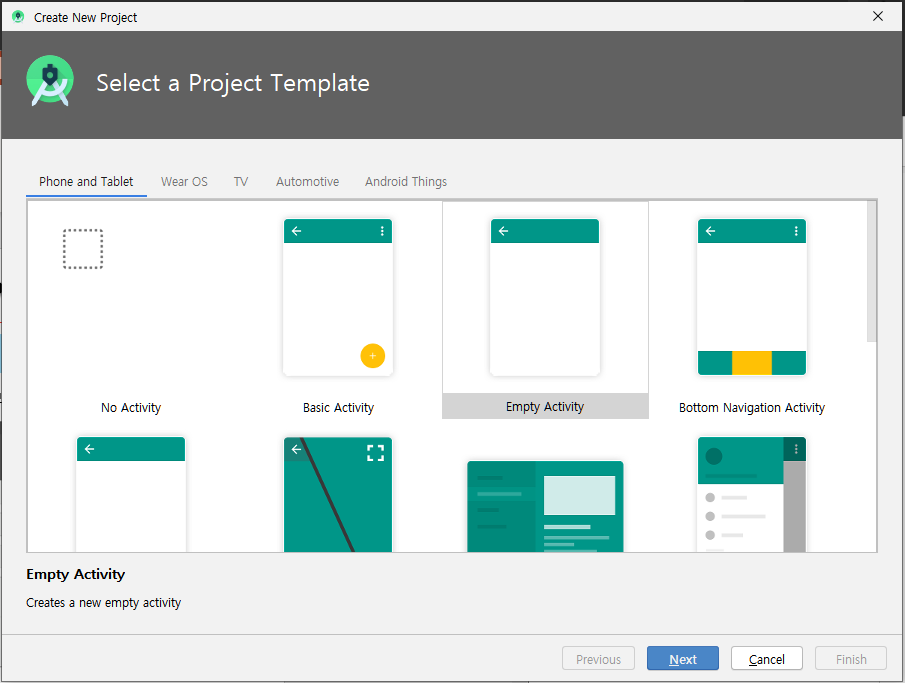 Create New Project
Select a Project Template
Phone and Tablet
Wear OS
TV
Automotive
Android Things
No Activity
Basic Activity
Empty Activity
Bottom Navigation Activity
Empty Activity
Creates a new empty activity
Previous
Next
Cancel
Finish